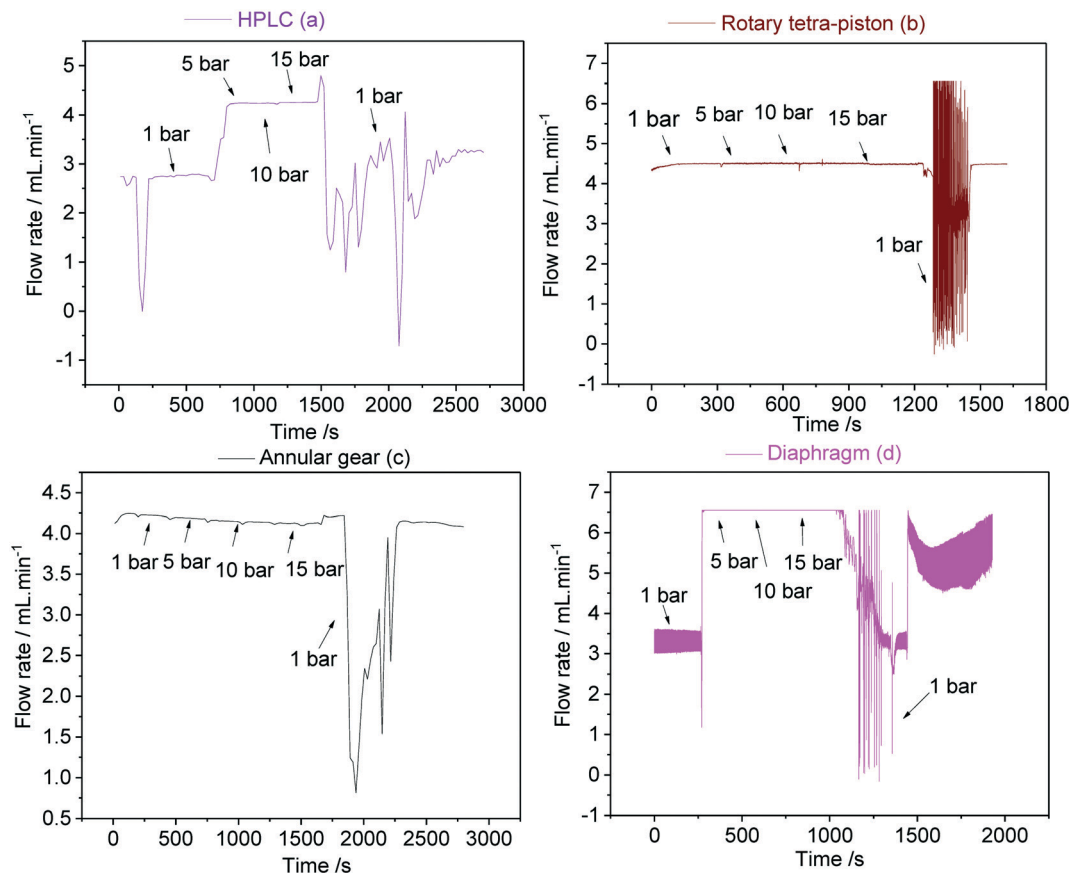 HPLC (a)
5
4
3
2
1
0
-1
Flow rate / mL.min⁻¹
1 bar
5 bar
10 bar
15 bar
1 bar
0 500 1000 1500 2000 2500 3000
Time /s
Rotary tetra-piston (b)
7
6
5
4
3
2
1
0
-1
Flow rate / mL.min⁻¹
1 bar
5 bar
10 bar
15 bar
1 bar
0 300 600 900 1200 1500 1800
Time /s
Annular gear (c)
4.5
4.0
3.5
3.0
2.5
2.0
1.5
1.0
0.5
Flow rate / mL.min⁻¹
1 bar
5 bar
10 bar
15 bar
1 bar
0 500 1000 1500 2000 2500 3000
Time /s
Diaphragm (d)
7
6
5
4
3
2
1
0
-1
Flow rate / mL.min⁻¹
1 bar
5 bar
10 bar
15 bar
1 bar
0 500 1000 1500 2000
Time /s